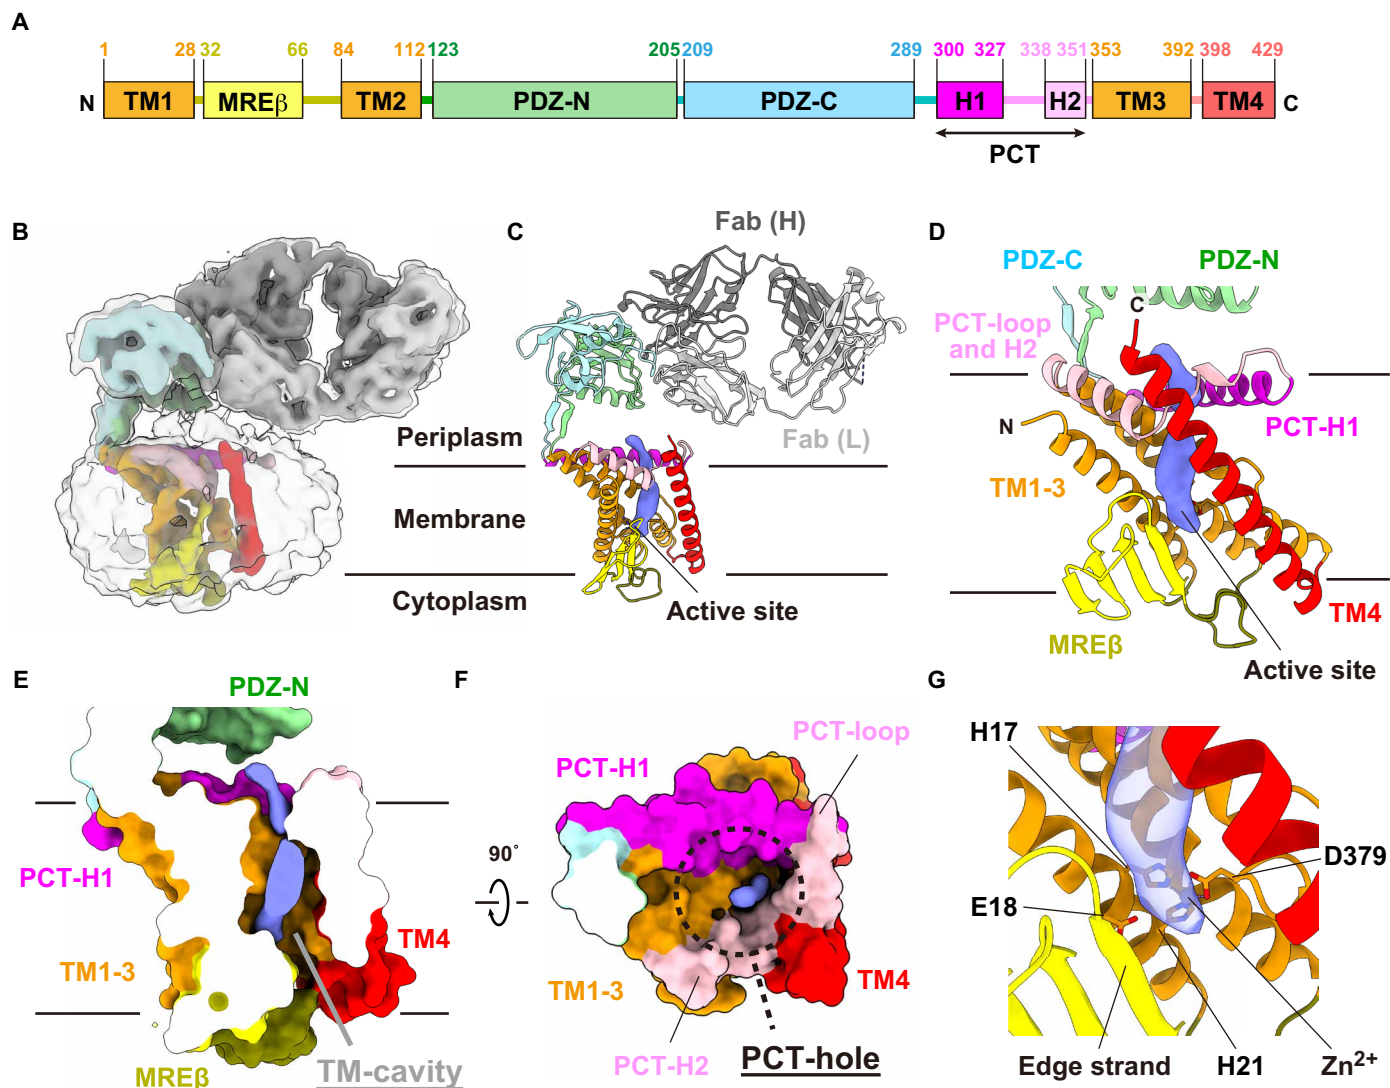 A
1 28 32 66 84 112 123 205 209 289 300 327 338 351 353 392 398 429
N TM1 MREβ TM2 PDZ-N PDZ-C H1 H2 TM3 TM4 C
PCT
B
C
Fab (H)
Fab (L)
Periplasm
Membrane
Cytoplasm
Active site
D
PDZ-C
PDZ-N
C
PCT-loop
and H2
N
PCT-H1
TM1-3
TM4
MREβ
Active site
E
PDZ-N
PCT-H1
TM4
TM1-3
MREβ
TM-cavity
90°
F
PCT-loop
PCT-H1
TM1-3
TM4
PCT-H2
PCT-hole
G
H17
D379
E18
Edge strand
H21
Zn²⁺